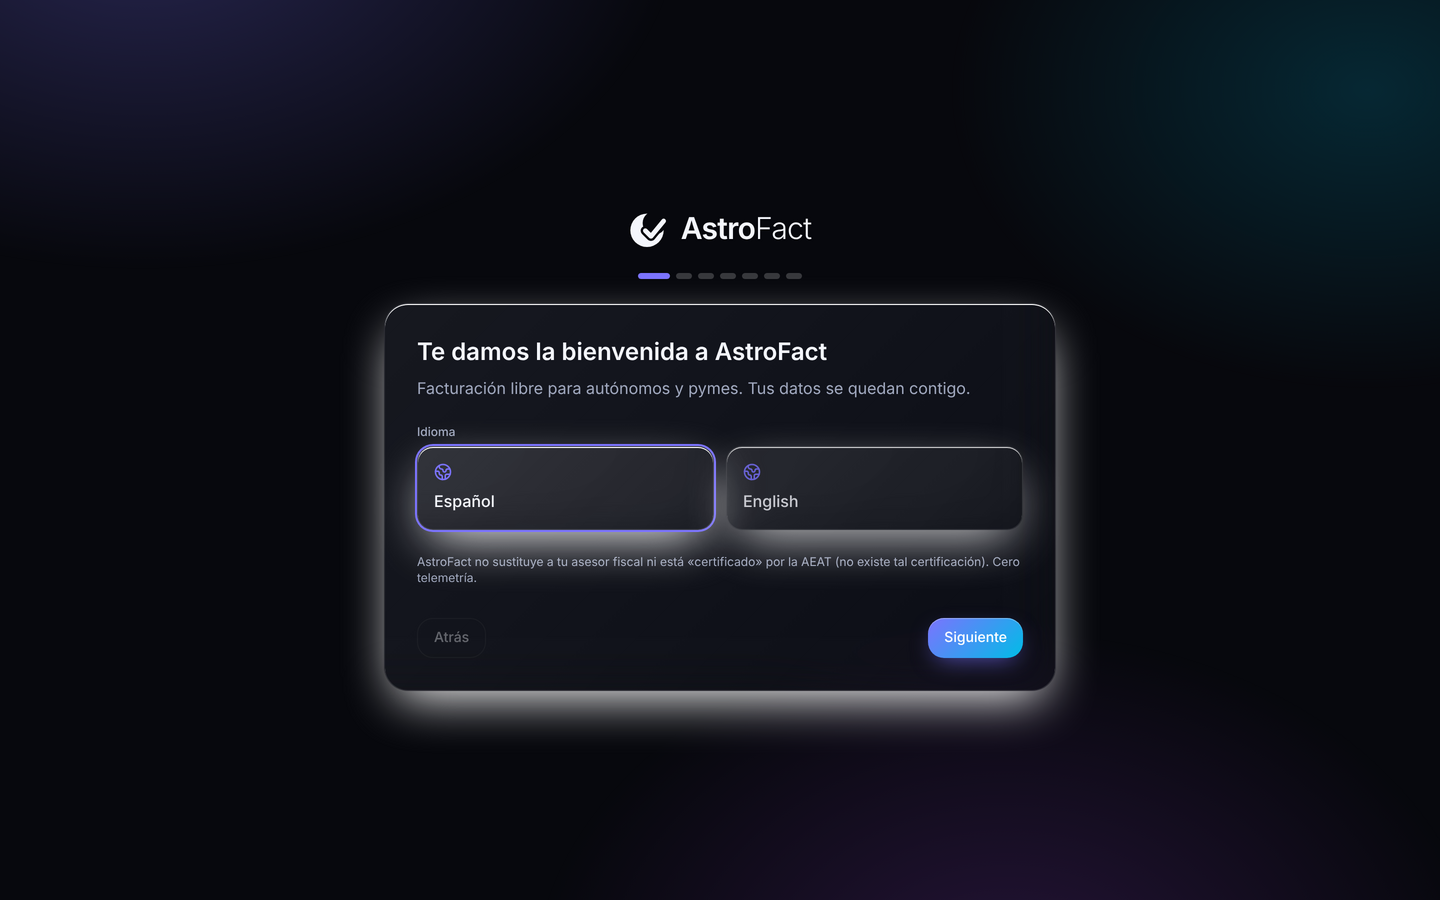 AstroFact
Te damos la bienvenida a AstroFact
Facturación libre para autónomos y pymes. Tus datos se quedan contigo.
Idioma
Español
English
AstroFact no sustituye a tu asesor fiscal ni está «certificado» por la AEAT (no existe tal certificación). Cero
telemetría.
Atrás
Siguiente